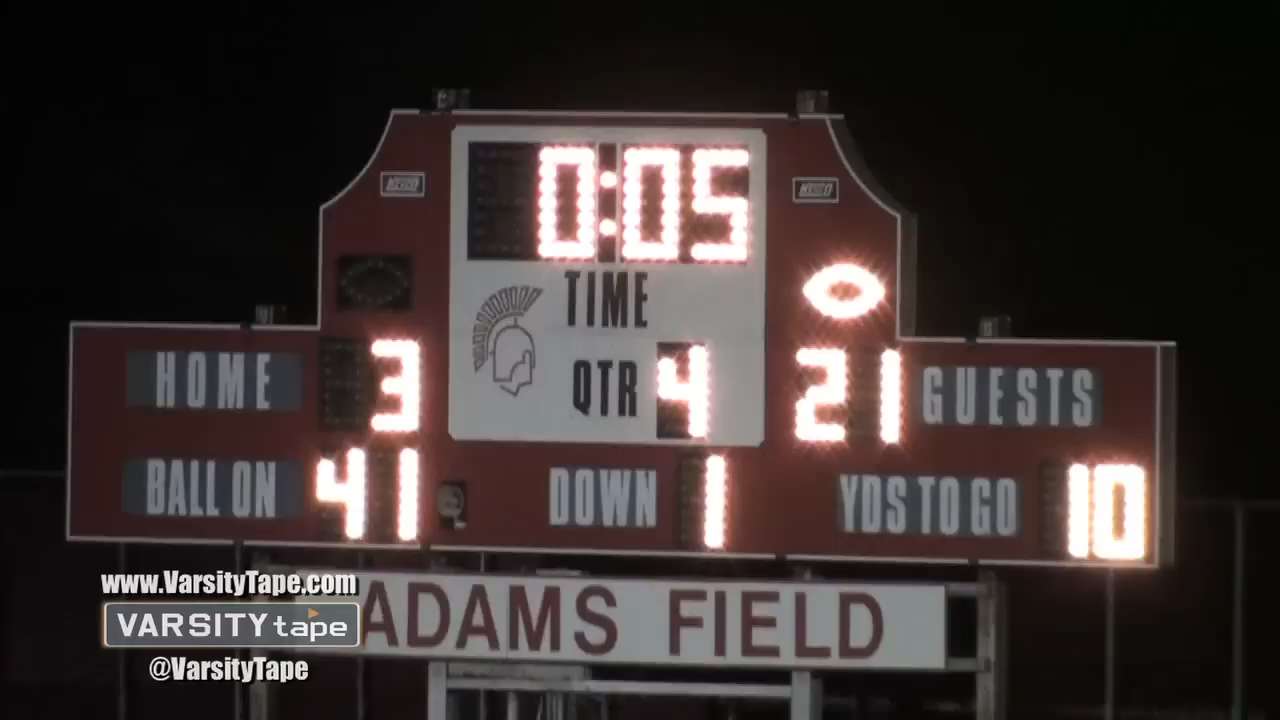 0:05
TIME
HOME 3 QTR 4 21 GUESTS
BALL ON 41 DOWN 1 YDS TO GO 10
ADAMS FIELD
www.VarsityTape.com
VARSITY tape
@VarsityTape